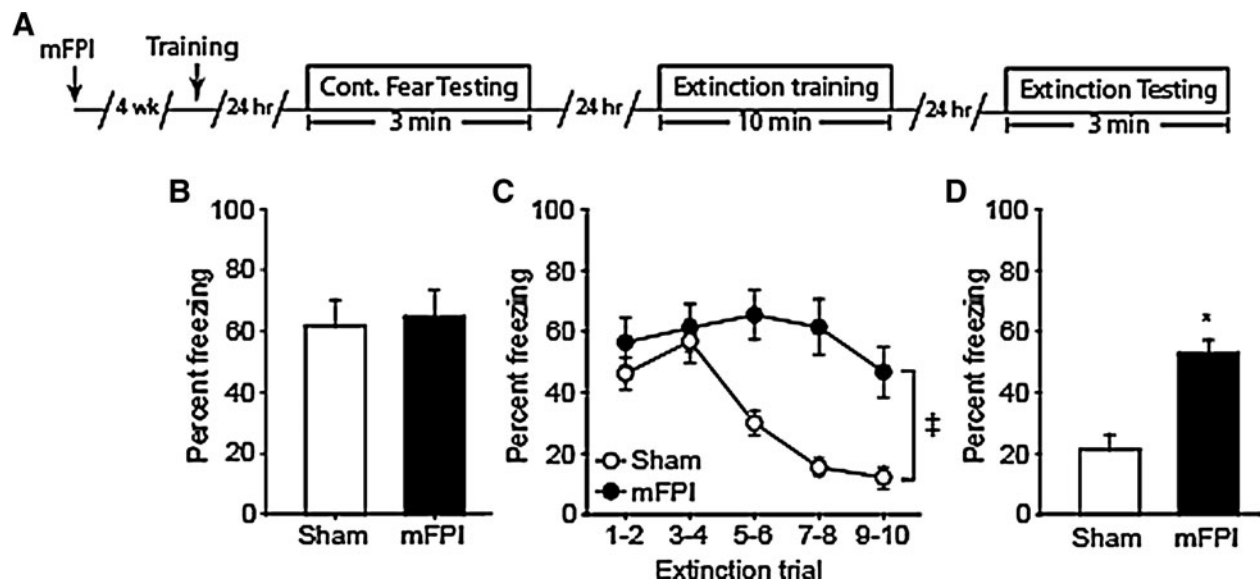 A
mFPI
Training
4 wk
24 hr
Cont. Fear Testing
3 min
24 hr
Extinction training
10 min
24 hr
Extinction Testing
3 min
B
100
80
60
40
20
0
Percent freezing
Sham
mFPI
C
100
80
60
40
20
0
Percent freezing
Sham
mFPI
‡
1-2
3-4
5-6
7-8
9-10
Extinction trial
D
100
80
60
40
20
0
Percent freezing
*
Sham
mFPI